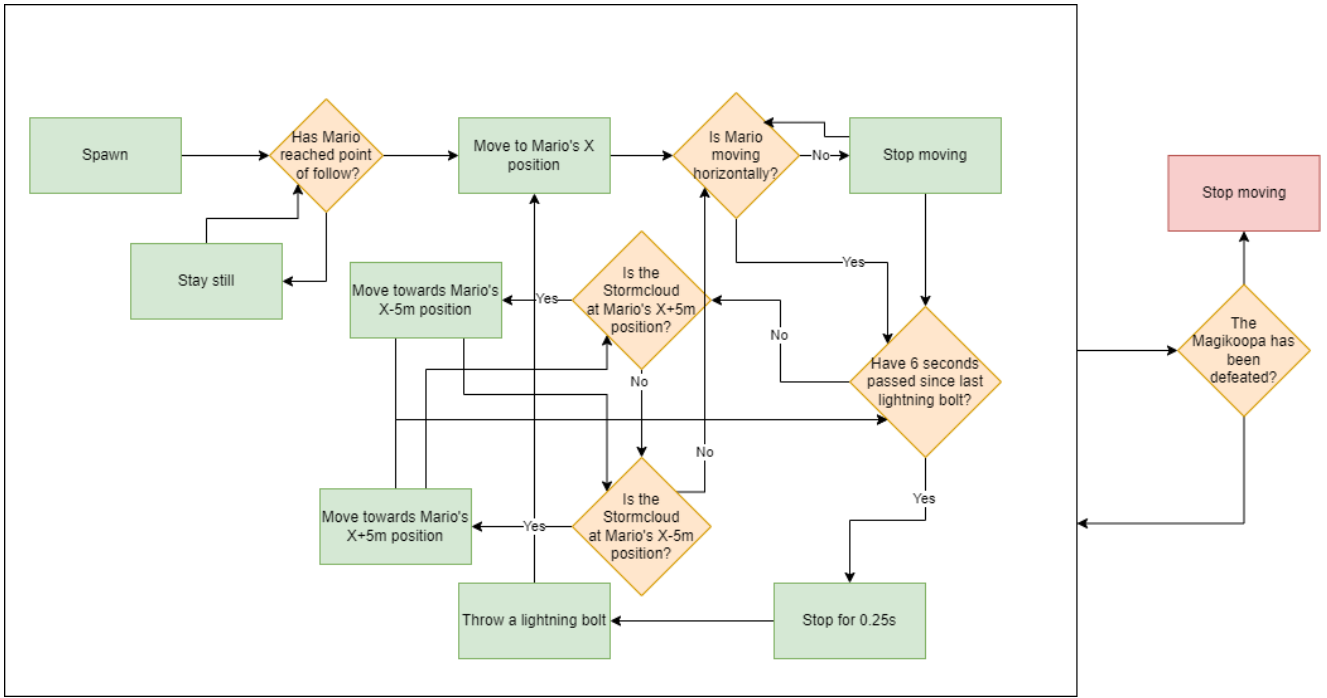 Spawn
Has Mario
reached point
of follow?
Stay still
Move to Mario's X
position
Is Mario
moving
horizontally?
No
Stop moving
Yes
Move towards Mario's
X-5m position
Yes
Is the
Stormcloud
at Mario's X+5m
position?
No
No
Have 6 seconds
passed since last
lightning bolt?
No
Yes
Move towards Mario's
X+5m position
Yes
Is the
Stormcloud
at Mario's X-5m
position?
Throw a lightning bolt
Stop for 0.25s
Stop moving
The
Magikoopa has
been
defeated?